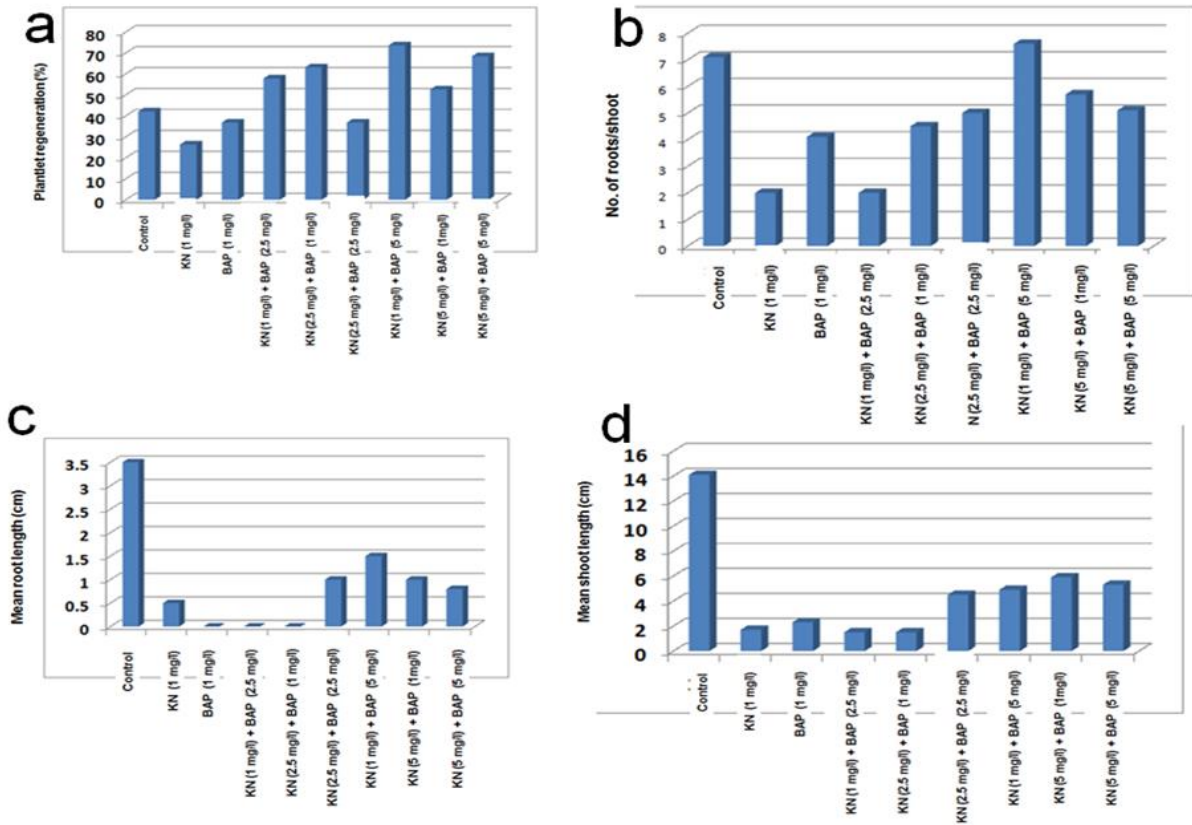 a
Plantlet regeneration (%)
80
70
60
50
40
30
20
10
0
Control
KN (1 mg/l)
BAP (1 mg/l)
KN (1 mg/l) + BAP (2.5 mg/l)
KN (2.5 mg/l) + BAP (1 mg/l)
KN (2.5 mg/l) + BAP (2.5 mg/l)
KN (1 mg/l) + BAP (5 mg/l)
KN (5 mg/l) + BAP (1mg/l)
KN (5 mg/l) + BAP (5 mg/l)
b
No. of roots/shoot
8
7
6
5
4
3
2
1
0
Control
KN (1 mg/l)
BAP (1 mg/l)
KN (1 mg/l) + BAP (2.5 mg/l)
KN (2.5 mg/l) + BAP (1 mg/l)
N (2.5 mg/l) + BAP (2.5 mg/l)
KN (1 mg/l) + BAP (5 mg/l)
KN (5 mg/l) + BAP (1mg/l)
KN (5 mg/l) + BAP (5 mg/l)
c
Mean root length (cm)
3.5
3
2.5
2
1.5
1
0.5
0
Control
KN (1 mg/l)
BAP (1 mg/l)
KN (1 mg/l) + BAP (2.5 mg/l)
KN (2.5 mg/l) + BAP (1 mg/l)
KN (2.5 mg/l) + BAP (2.5 mg/l)
KN (1 mg/l) + BAP (5 mg/l)
KN (5 mg/l) + BAP (1mg/l)
KN (5 mg/l) + BAP (5 mg/l)
d
Mean shoot length (cm)
16
14
12
10
8
6
4
2
0
Control
KN (1 mg/l)
BAP (1 mg/l)
KN (1 mg/l) + BAP (2.5 mg/l)
KN (2.5 mg/l) + BAP (1 mg/l)
KN (2.5 mg/l) + BAP (2.5 mg/l)
KN (1 mg/l) + BAP (5 mg/l)
KN (5 mg/l) + BAP (1mg/l)
KN (5 mg/l) + BAP (5 mg/l)